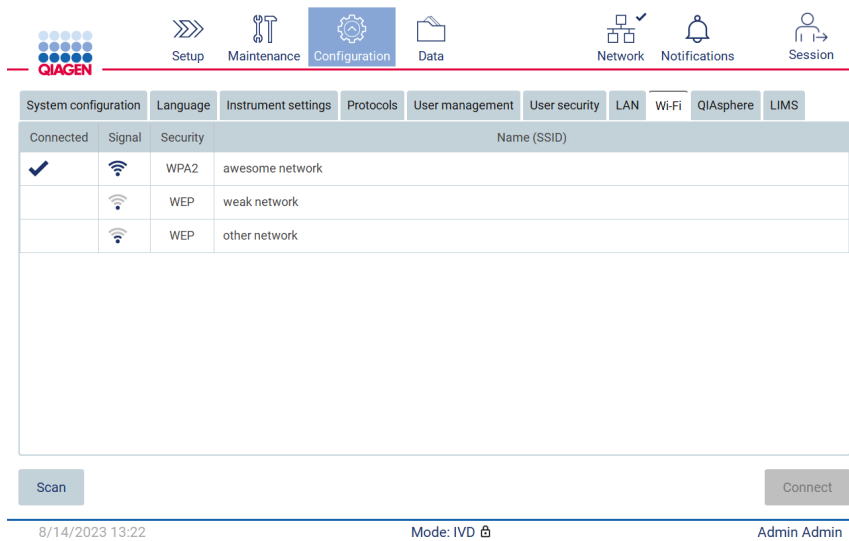 QIAGEN
Setup Maintenance Configuration Data Network Notifications Session
System configuration Language Instrument settings Protocols User management User security LAN Wi-Fi QIAsphere LIMS
Connected Signal Security Name (SSID)
WPA2 awesome network
WEP weak network
WEP other network
Scan Connect
8/14/2023 13:22 Mode: IVD Admin Admin